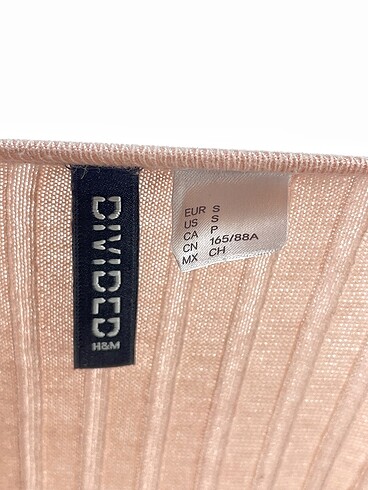 DIVIDED
H&M
EUR S
US S
CA P
CN 165/88A
MX CH